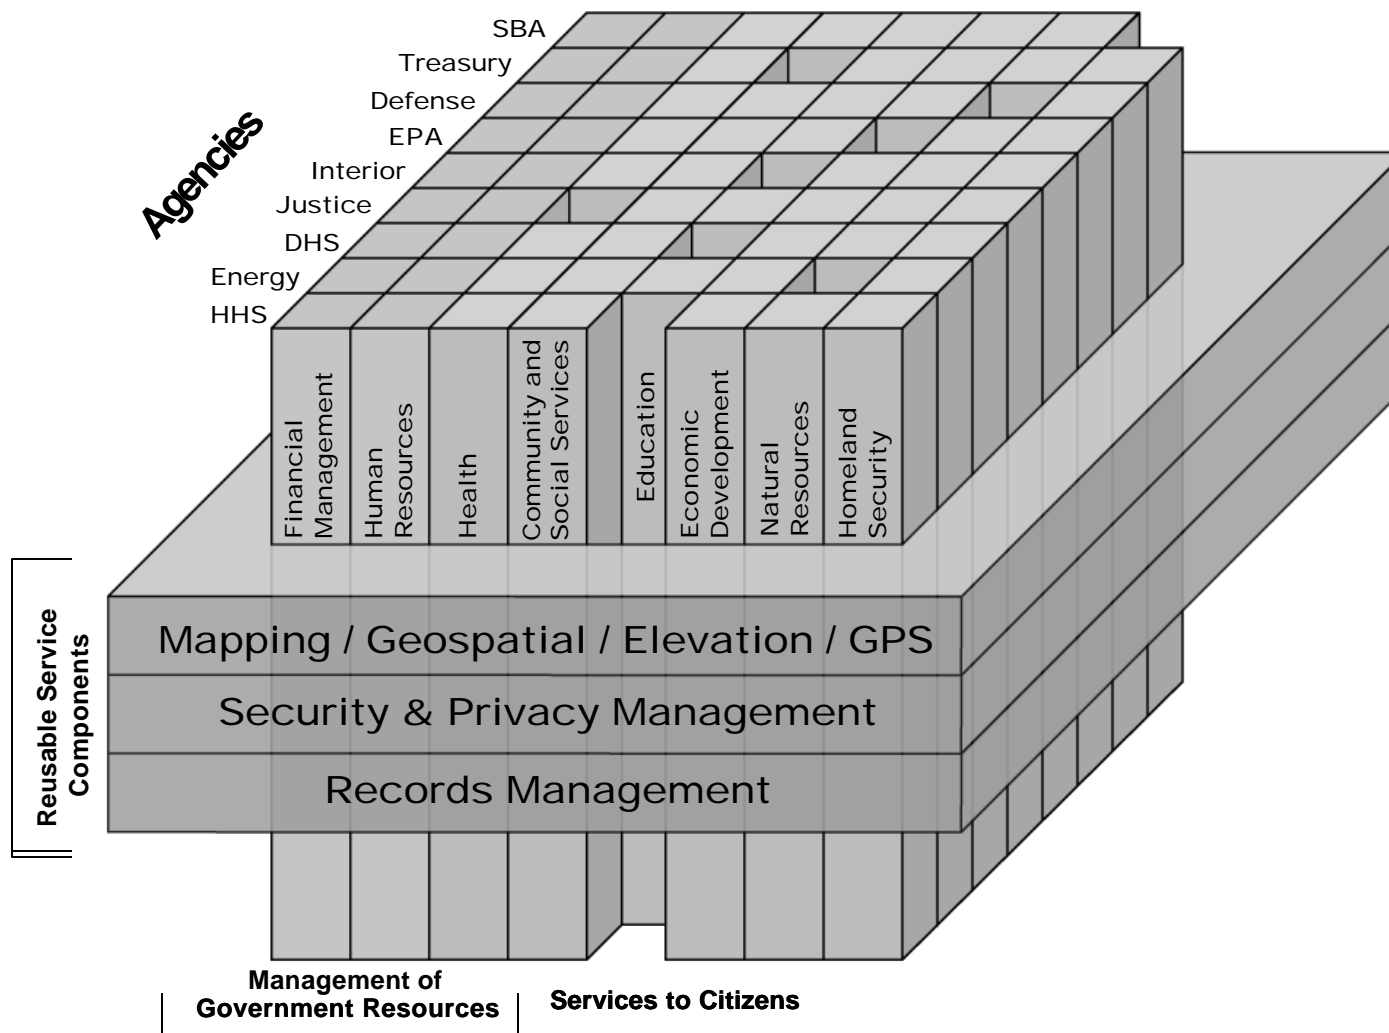 SBA
Treasury
Defense
EPA
Interior
Justice
DHS
Energy
HHS
Agencies
Financial
Management
Human
Resources
Health
Community and
Social Services
Education
Economic
Development
Natural
Resources
Homeland
Security
Reusable Service
Components
Mapping / Geospatial / Elevation / GPS
Security & Privacy Management
Records Management
Management of
Government Resources
Services to Citizens